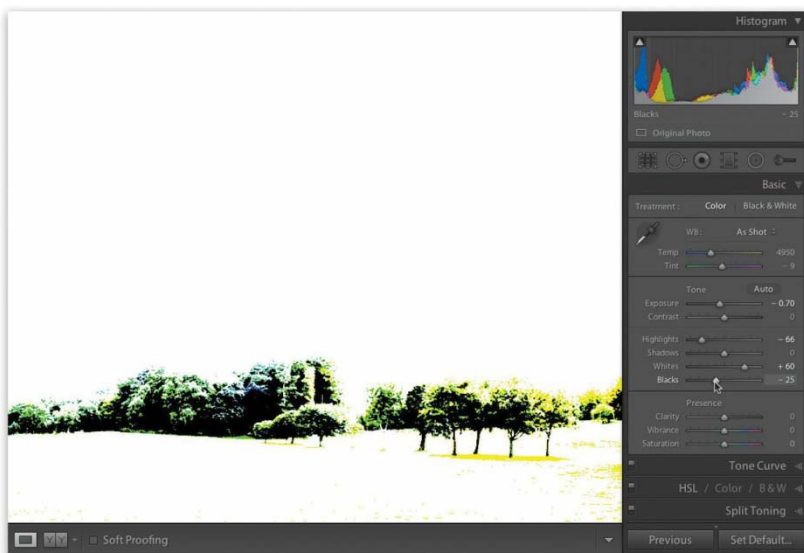 Histogram
Blacks - 25
Original Photo
Basic
Treatment : Color Black & White
WB: As Shot
Temp 4950
Tint - 9
Tone Auto
Exposure - 0.70
Contrast 0
Highlights - 66
Shadows 0
Whites + 60
Blacks - 25
Presence
Clarity 0
Vibrance 0
Saturation 0
Tone Curve
HSL / Color / B & W
Split Toning
Y Y Soft Proofing Previous Set Default...